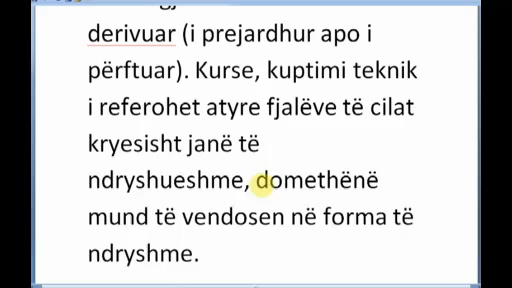 derivuar (i prejardhur apo i
përftuar). Kurse, kuptimi teknik
i referohet atyre fjalëve të cilat
kryesisht janë të
ndryshueshme, domethënë
mund të vendosen në forma të
ndryshme.